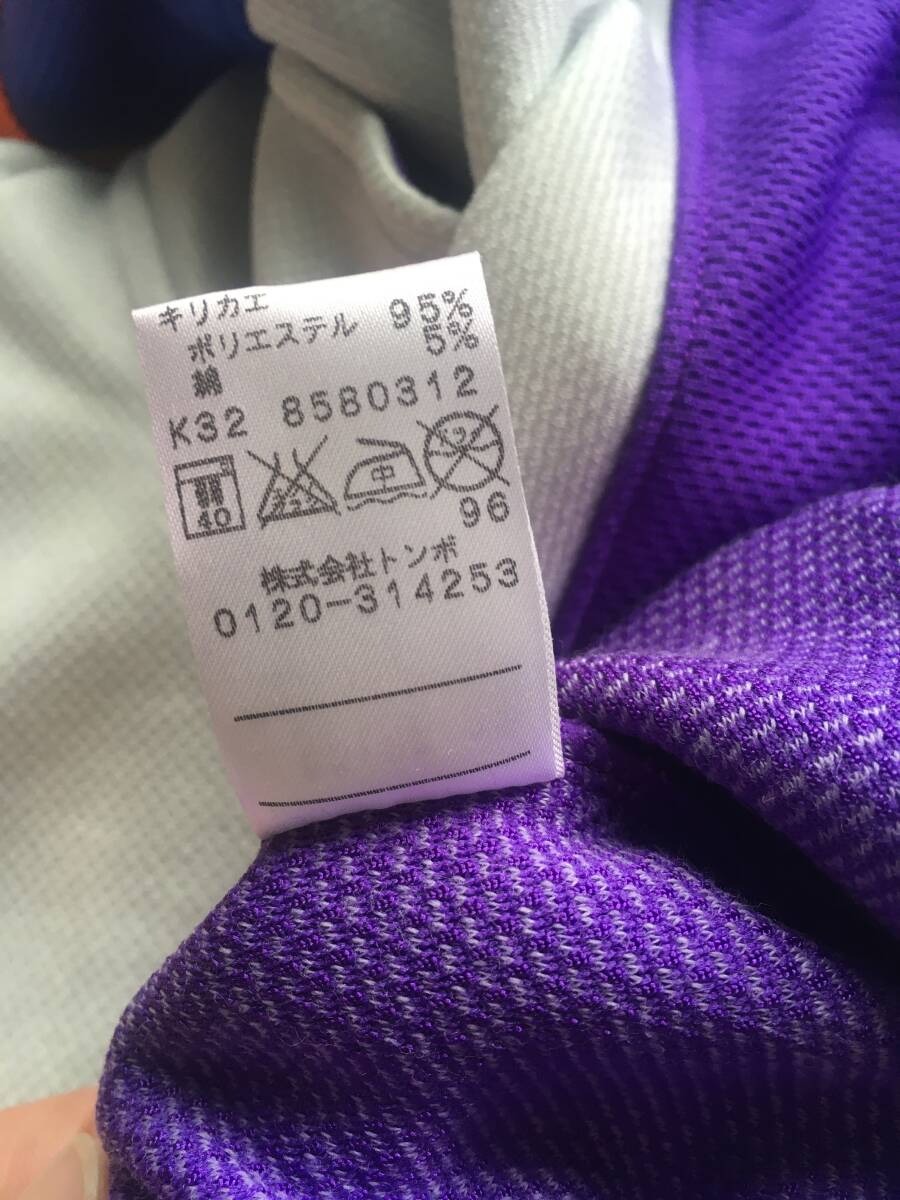 キリカエ
ポリエステル 95%
綿 5%
K32 8580312
40 中
96
株式会社トンボ
0120-314253